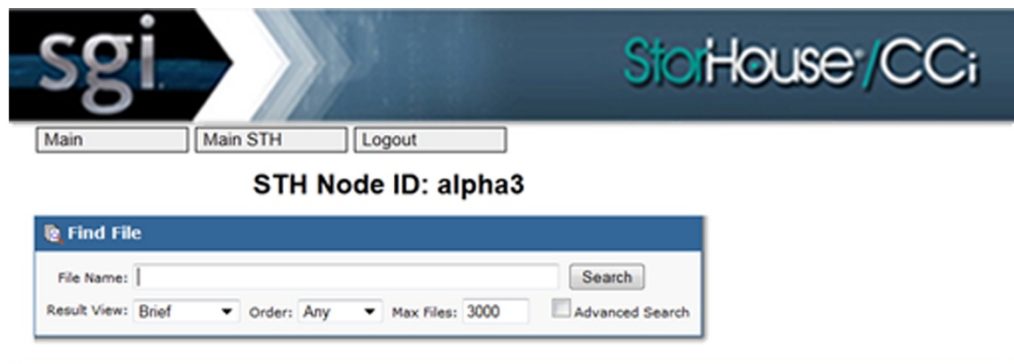 sgi
StorHouse®/CCi
Main Main STH Logout
STH Node ID: alpha3
Find File
File Name: Search
Result View: Brief Order: Any Max Files: 3000 Advanced Search